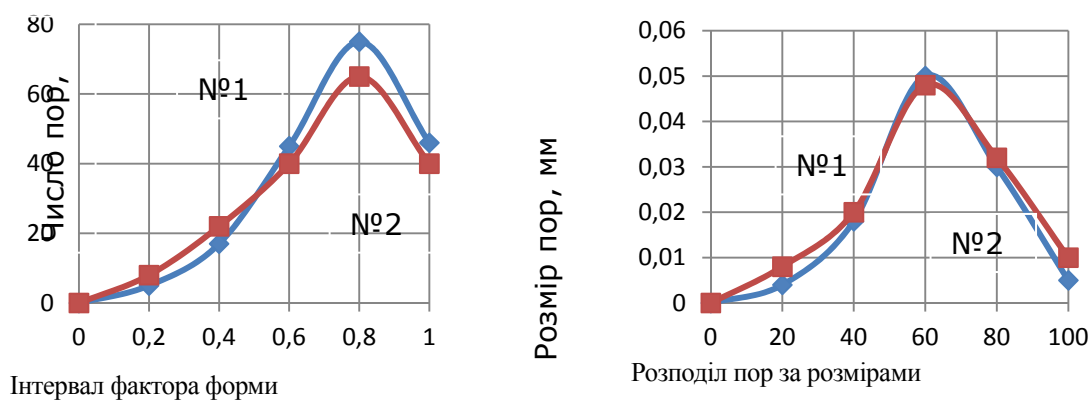 80
60
40
20
0
Число пор,
№1
№2
0 0,2 0,4 0,6 0,8 1
Інтервал фактора форми
0,06
0,05
0,04
0,03
0,02
0,01
0
Розмір пор, мм
№1
№2
0 20 40 60 80 100
Розподіл пор за розмірами